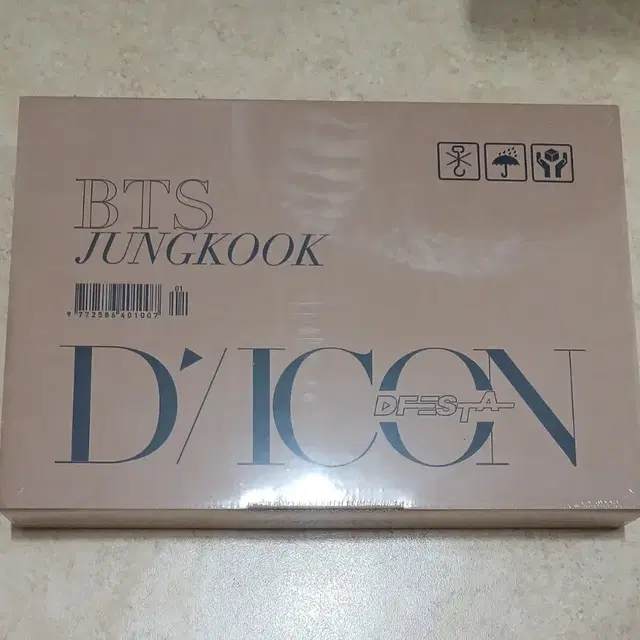 BTS
JUNGKOOK
01
9 772586 401007
D'/ICON
DFESTA